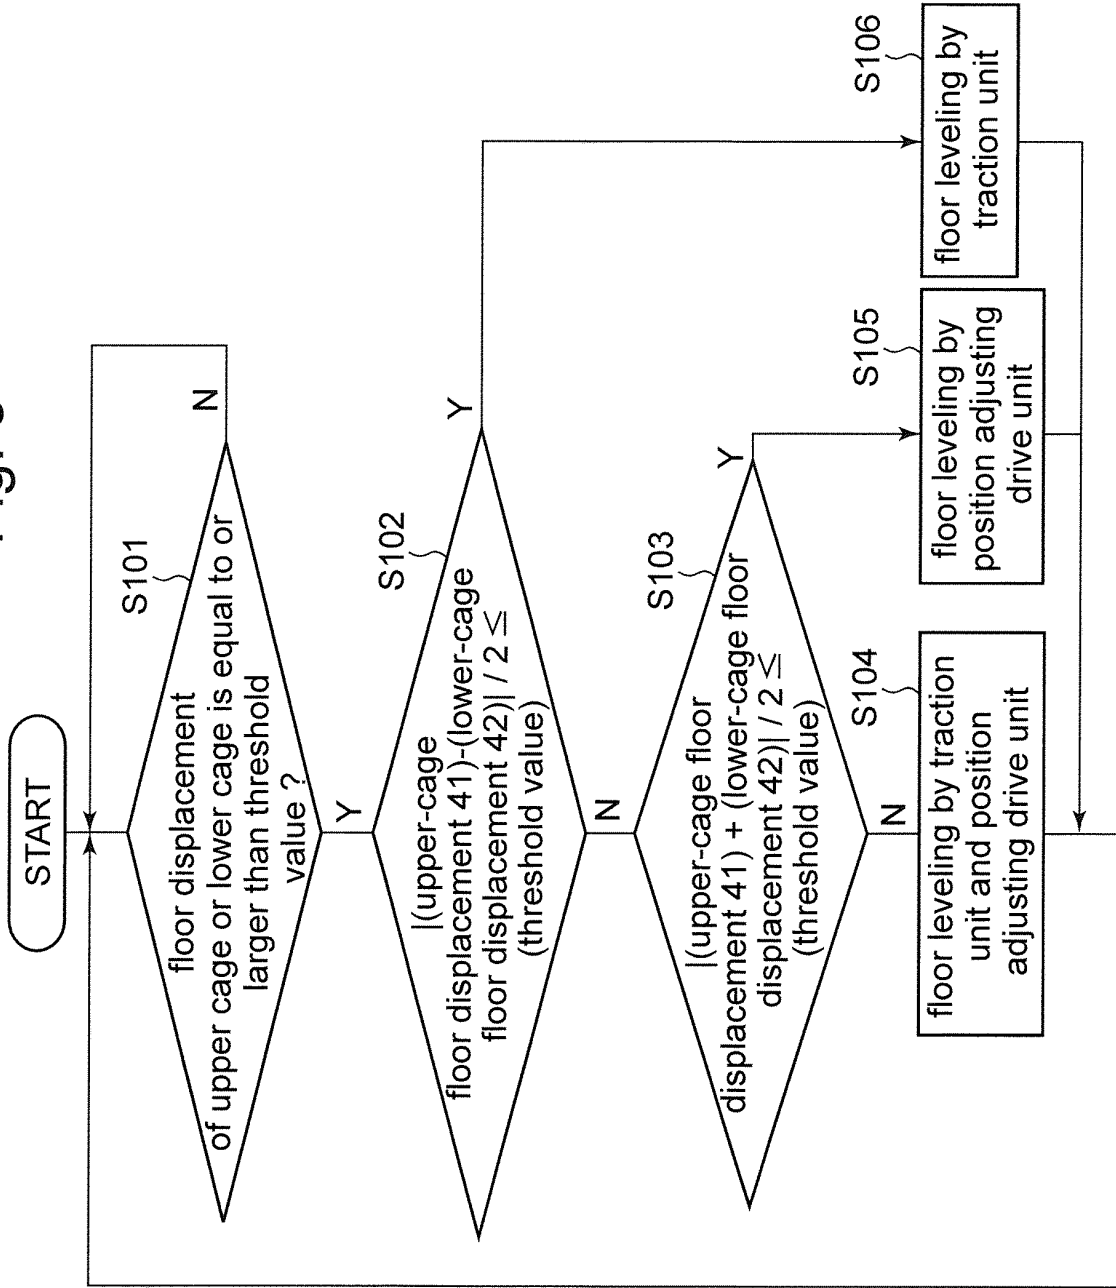 START
S101
floor displacement
of upper cage or lower cage is equal to or
larger than threshold
value ?
N
Y
S102
|(upper-cage
floor displacement 41)-(lower-cage
floor displacement 42)| / 2 ≤
(threshold value)
Y
N
S103
|(upper-cage floor
displacement 41) + (lower-cage floor
displacement 42)| / 2 ≤
(threshold value)
Y
N
S104
floor leveling by traction
unit and position
adjusting drive unit
S105
floor leveling by
position adjusting
drive unit
S106
floor leveling by
traction unit